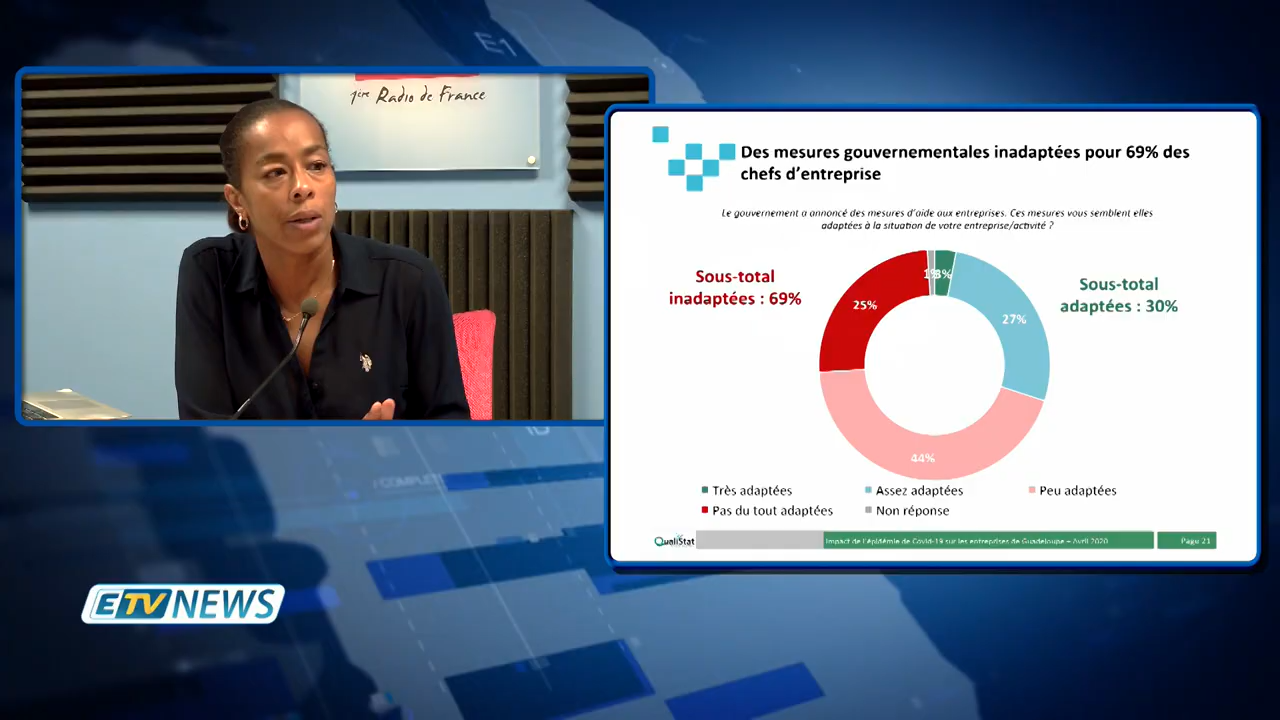 1ère Radio de France
Des mesures gouvernementales inadaptées pour 69% des
chefs d'entreprise
Le gouvernement a annoncé des mesures d'aide aux entreprises. Ces mesures vous semblent elles
adaptées à la situation de votre entreprise/activité ?
Sous-total
inadaptées : 69%
Sous-total
adaptées : 30%
1%
3%
25%
27%
44%
Très adaptées
Assez adaptées
Peu adaptées
Pas du tout adaptées
Non réponse
QualiStat
Impact de l'épidémie de Covid-19 sur les entreprises de Guadeloupe – Avril 2020
Page 21
ETV NEWS